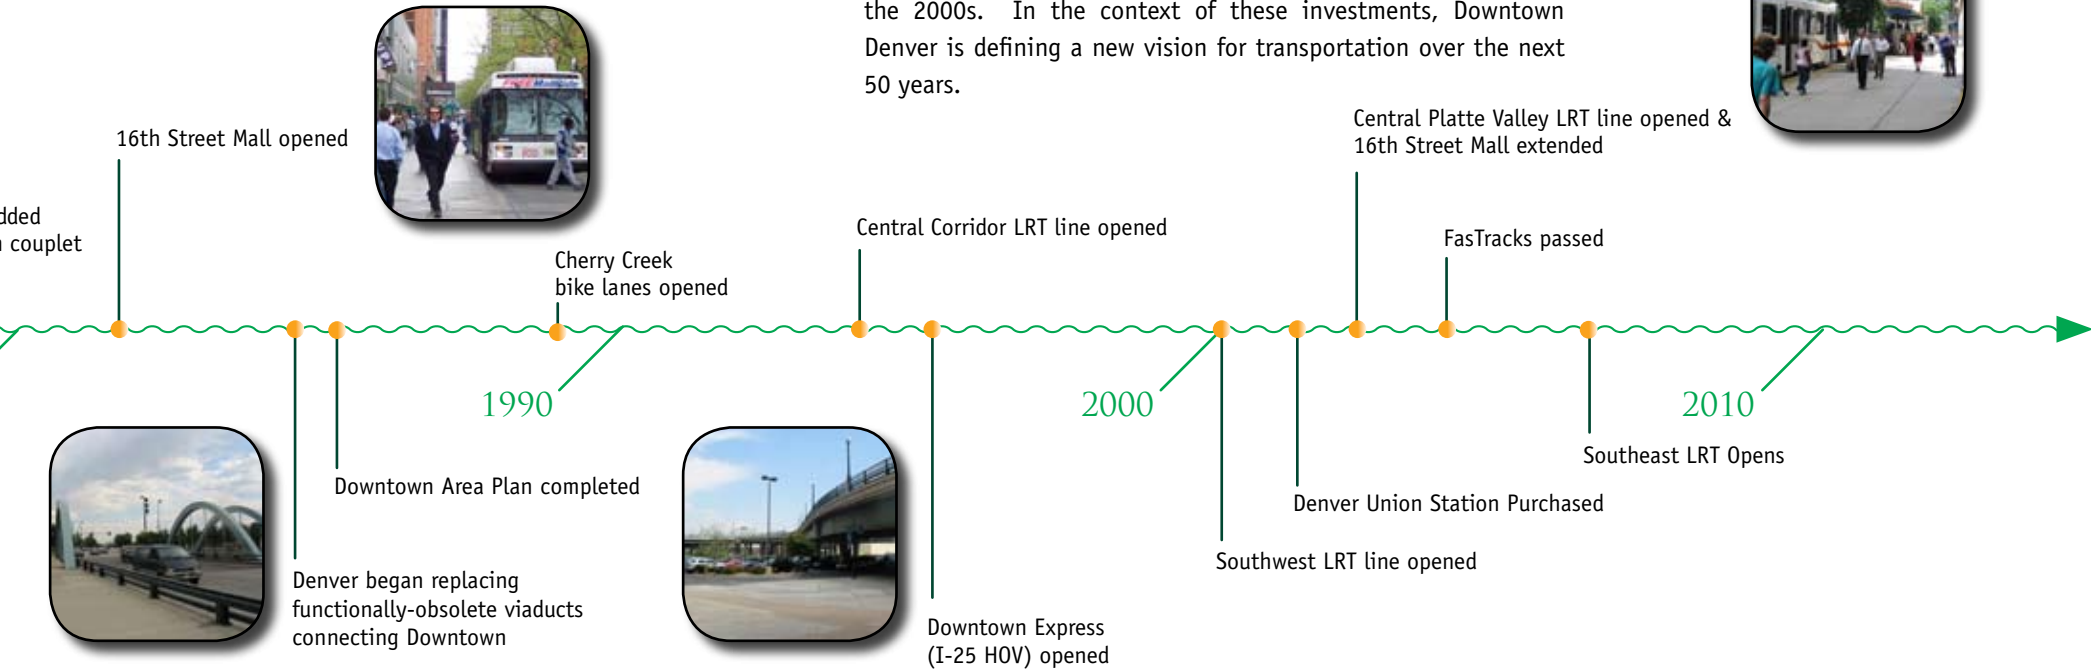 the 2000s. In the context of these investments, Downtown
Denver is defining a new vision for transportation over the next
50 years.
16th Street Mall opened
Central Platte Valley LRT line opened &
16th Street Mall extended
couplet
Cherry Creek
bike lanes opened
Central Corridor LRT line opened
FasTracks passed
1990
2000
2010
Downtown Area Plan completed
Denver began replacing
functionally-obsolete viaducts
connecting Downtown
Downtown Express
(I-25 HOV) opened
Southwest LRT line opened
Denver Union Station Purchased
Southeast LRT Opens